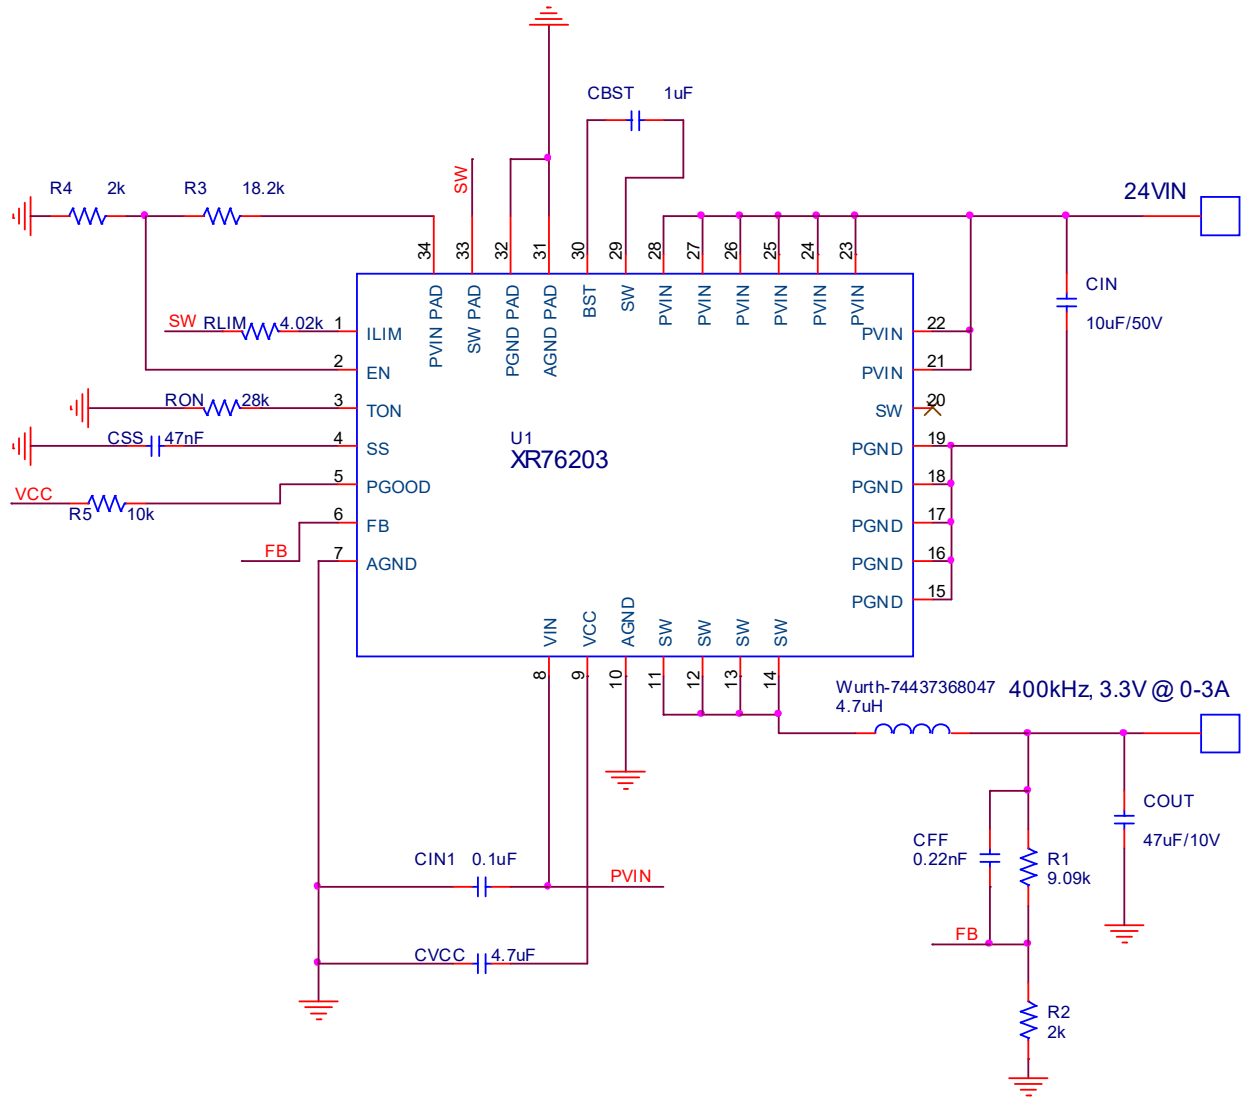 CBST 1uF
R4 2k R3 18.2k
SW
24VIN
34 33 32 31 30 29 28 27 26 25 24 23
PVIN PAD
SW PAD
PGND PAD
AGND PAD
BST
SW
PVIN
PVIN
PVIN
PVIN
PVIN
PVIN
CIN
10uF/50V
SW RLIM 4.02k 1 ILIM
2 EN
RON 28k 3 TON
CSS 47nF 4 SS
VCC R5 10k 5 PGOOD
FB 6 FB
7 AGND
U1
XR76203
PVIN 22
PVIN 21
SW 20
PGND 19
PGND 18
PGND 17
PGND 16
PGND 15
VIN VCC AGND SW SW SW SW
8 9 10 11 12 13 14
Wurth-74437368047
4.7uH
400kHz, 3.3V @ 0-3A
COUT
47uF/10V
CFF
0.22nF
R1
9.09k
CIN1 0.1uF PVIN
FB
CVCC 4.7uF
R2
2k